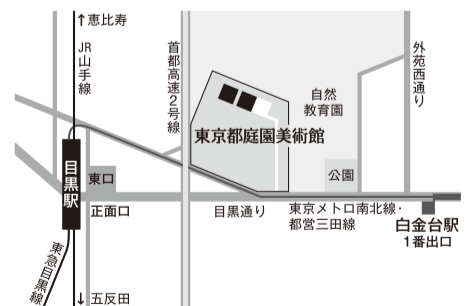 ↑恵比寿
JR山手線
首都高速2号線
外苑西通り
自然
教育園
東京都庭園美術館
目黒駅
東口
公園
正面口
目黒通り
東京メトロ南北線・
都営三田線
白金台駅
1番出口
東急目黒線
↓五反田